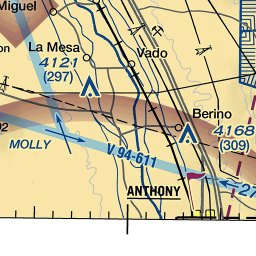 Miguel
La Mesa
4121
(297)
Vado
Berino
4168
(309)
MOLLY
V 94-611
ANTHONY